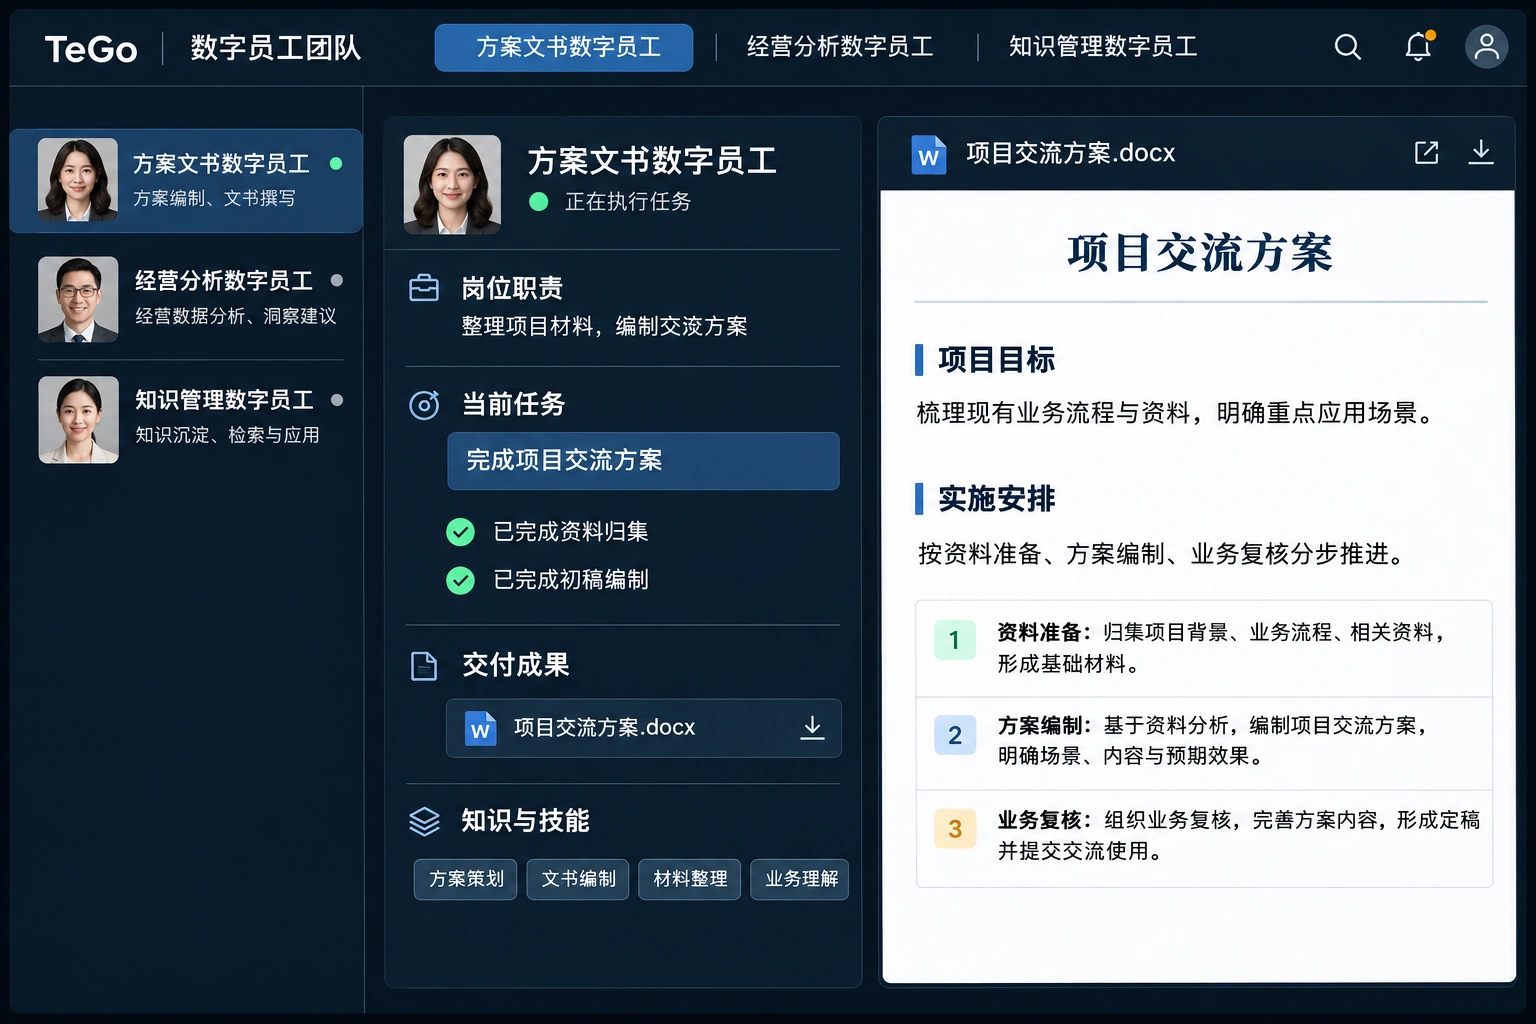 TeGo
数字员工团队
方案文书数字员工
经营分析数字员工
知识管理数字员工
方案文书数字员工
方案编制、文书撰写
经营分析数字员工
经营数据分析、洞察建议
知识管理数字员工
知识沉淀、检索与应用
方案文书数字员工
正在执行任务
岗位职责
整理项目材料，编制交流方案
当前任务
完成项目交流方案
已完成资料归集
已完成初稿编制
交付成果
W 项目交流方案.docx
知识与技能
方案策划
文书编制
材料整理
业务理解
W 项目交流方案.docx
项目交流方案
项目目标
梳理现有业务流程与资料，明确重点应用场景。
实施安排
按资料准备、方案编制、业务复核分步推进。
1 资料准备：归集项目背景、业务流程、相关资料，
形成基础材料。
2 方案编制：基于资料分析，编制项目交流方案，
明确场景、内容与预期效果。
3 业务复核：组织业务复核，完善方案内容，形成定稿
并提交交流使用。